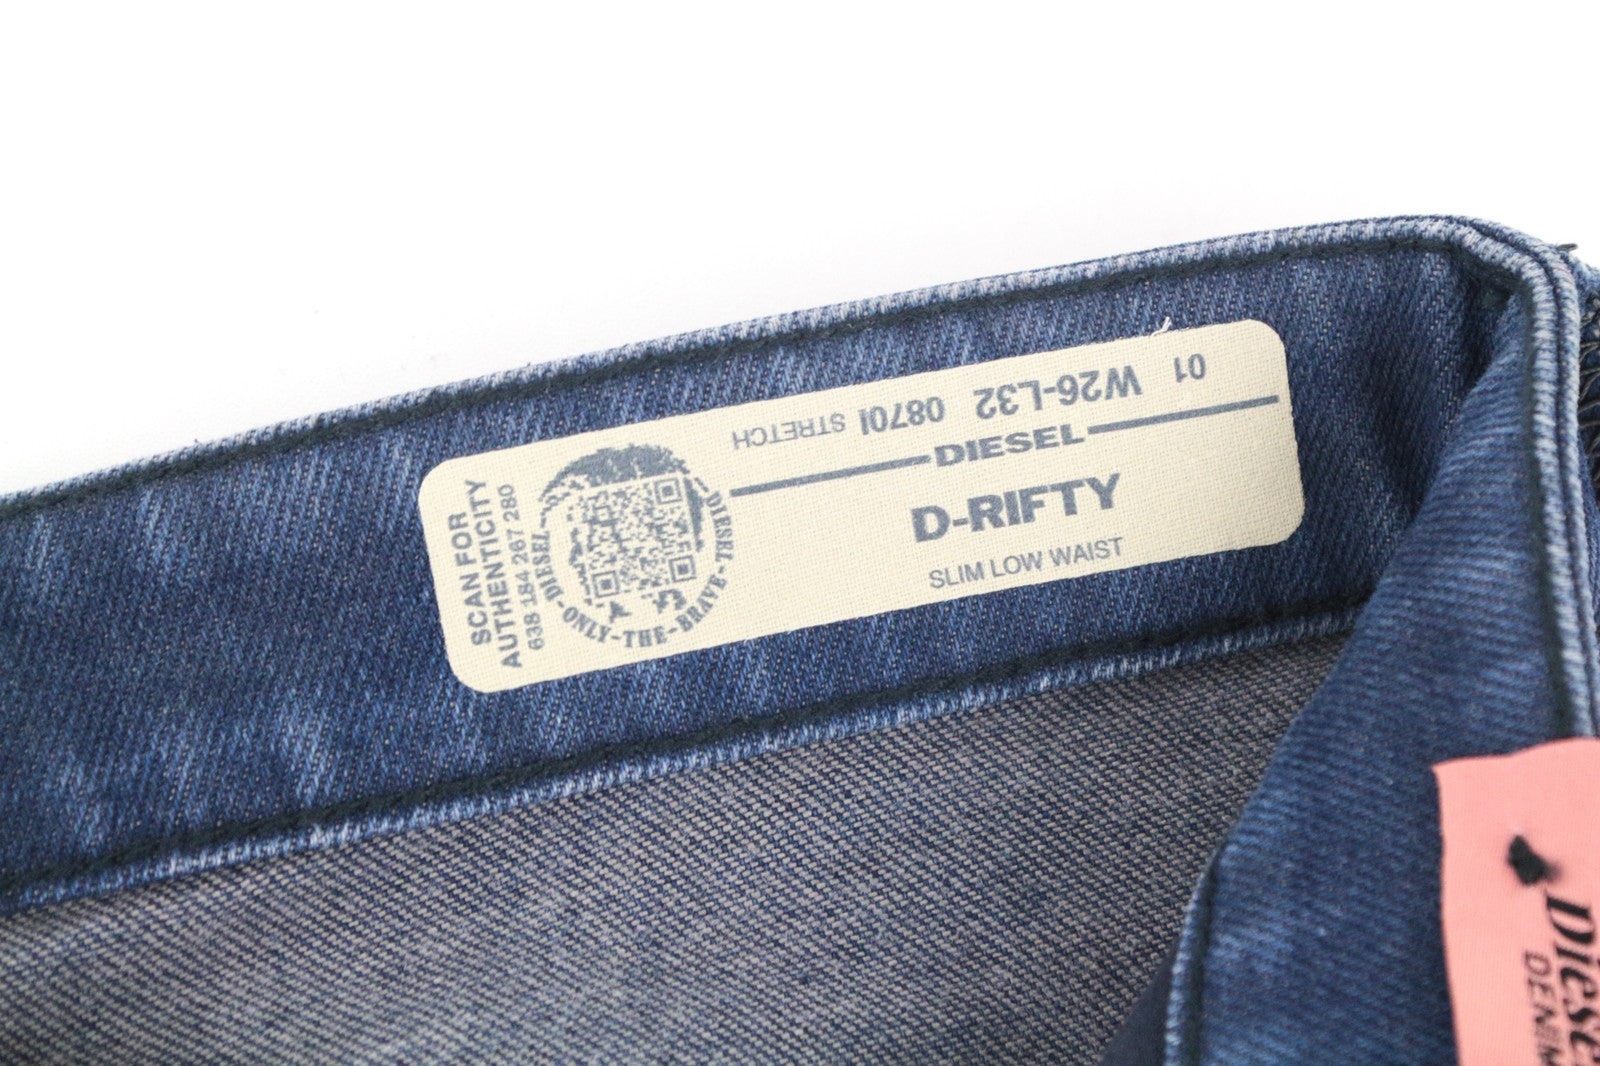 SCAN FOR
AUTHENTICITY
638 184 267 280
DIESEL-ONLY-THE-BRAVE-DIESEL
01 W26-L32 0870I STRETCH
DIESEL
D-RIFTY
SLIM LOW WAIST
Diesel
DENIM